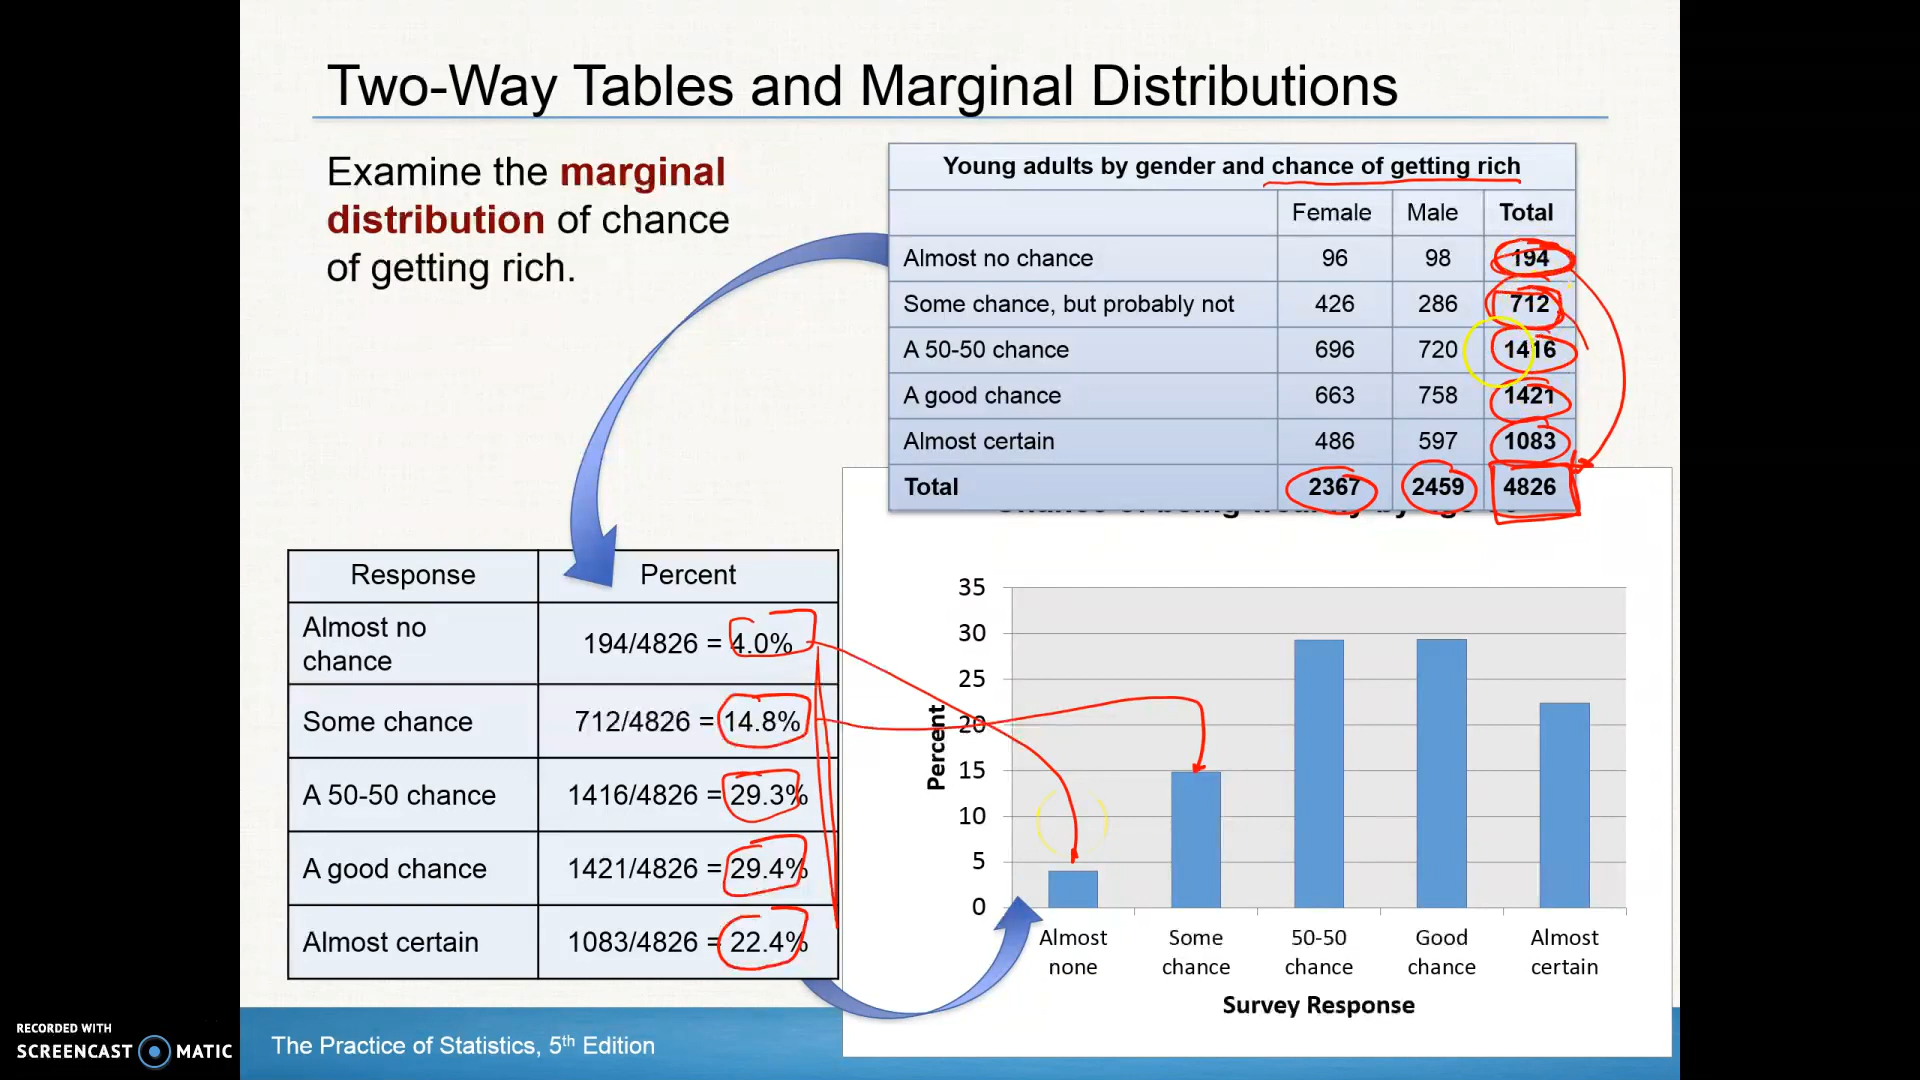 Two-Way Tables and Marginal Distributions
Examine the marginal
distribution of chance
of getting rich.
Young adults by gender and chance of getting rich
Female Male Total
Almost no chance 96 98 194
Some chance, but probably not 426 286 712
A 50-50 chance 696 720 1416
A good chance 663 758 1421
Almost certain 486 597 1083
Total 2367 2459 4826
Response Percent
Almost no
chance
194/4826 = 4.0%
Some chance 712/4826 = 14.8%
A 50-50 chance 1416/4826 = 29.3%
A good chance 1421/4826 = 29.4%
Almost certain 1083/4826 = 22.4%
Percent
35
30
25
20
15
10
5
0
Almost
none
Some
chance
50-50
chance
Good
chance
Almost
certain
Survey Response
The Practice of Statistics, 5th Edition
RECORDED WITH
SCREENCAST MATIC